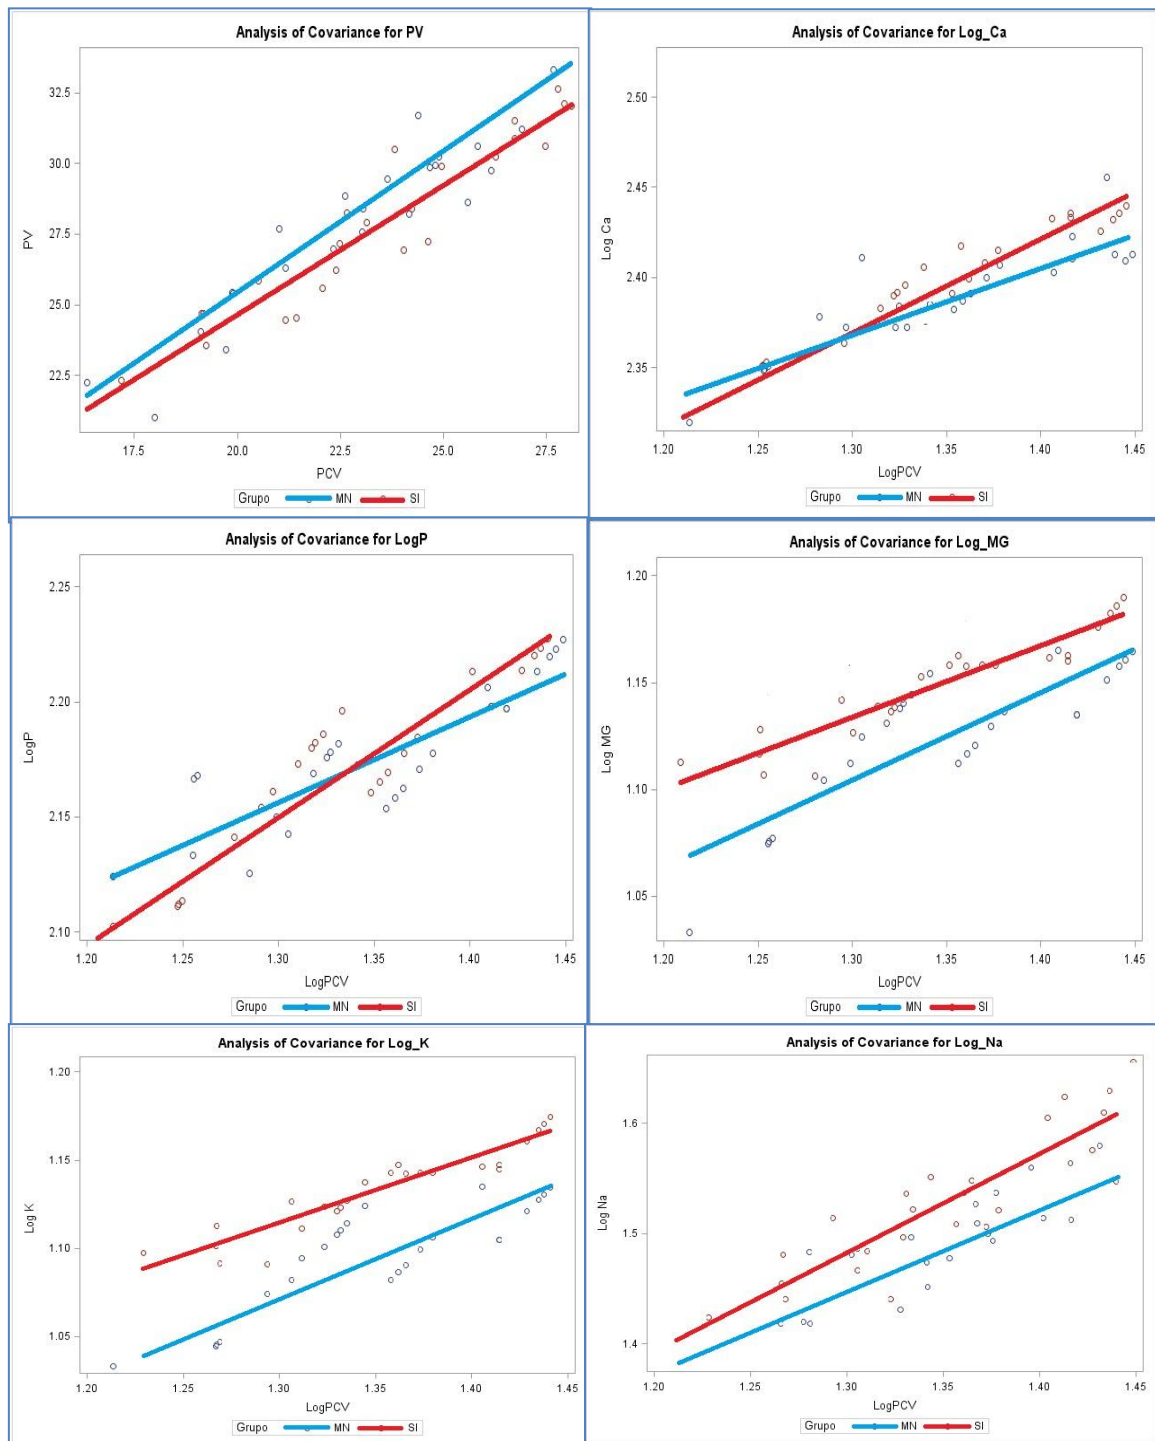 Analysis of Covariance for PV
32.5
30.0
27.5
25.0
22.5
PV
17.5 20.0 22.5 25.0 27.5
PCV
Grupo MN SI
Analysis of Covariance for Log_Ca
2.50
2.45
2.40
2.35
Log Ca
1.20 1.25 1.30 1.35 1.40 1.45
LogPCV
Grupo MN SI
Analysis of Covariance for LogP
2.25
2.20
2.15
2.10
LogP
1.20 1.25 1.30 1.35 1.40 1.45
LogPCV
Grupo MN SI
Analysis of Covariance for Log_MG
1.20
1.15
1.10
1.05
Log MG
1.20 1.25 1.30 1.35 1.40 1.45
LogPCV
Grupo MN SI
Analysis of Covariance for Log_K
1.20
1.15
1.10
1.05
Log K
1.20 1.25 1.30 1.35 1.40 1.45
LogPCV
Grupo MN SI
Analysis of Covariance for Log_Na
1.6
1.5
1.4
Log Na
1.20 1.25 1.30 1.35 1.40 1.45
LogPCV
Grupo MN SI